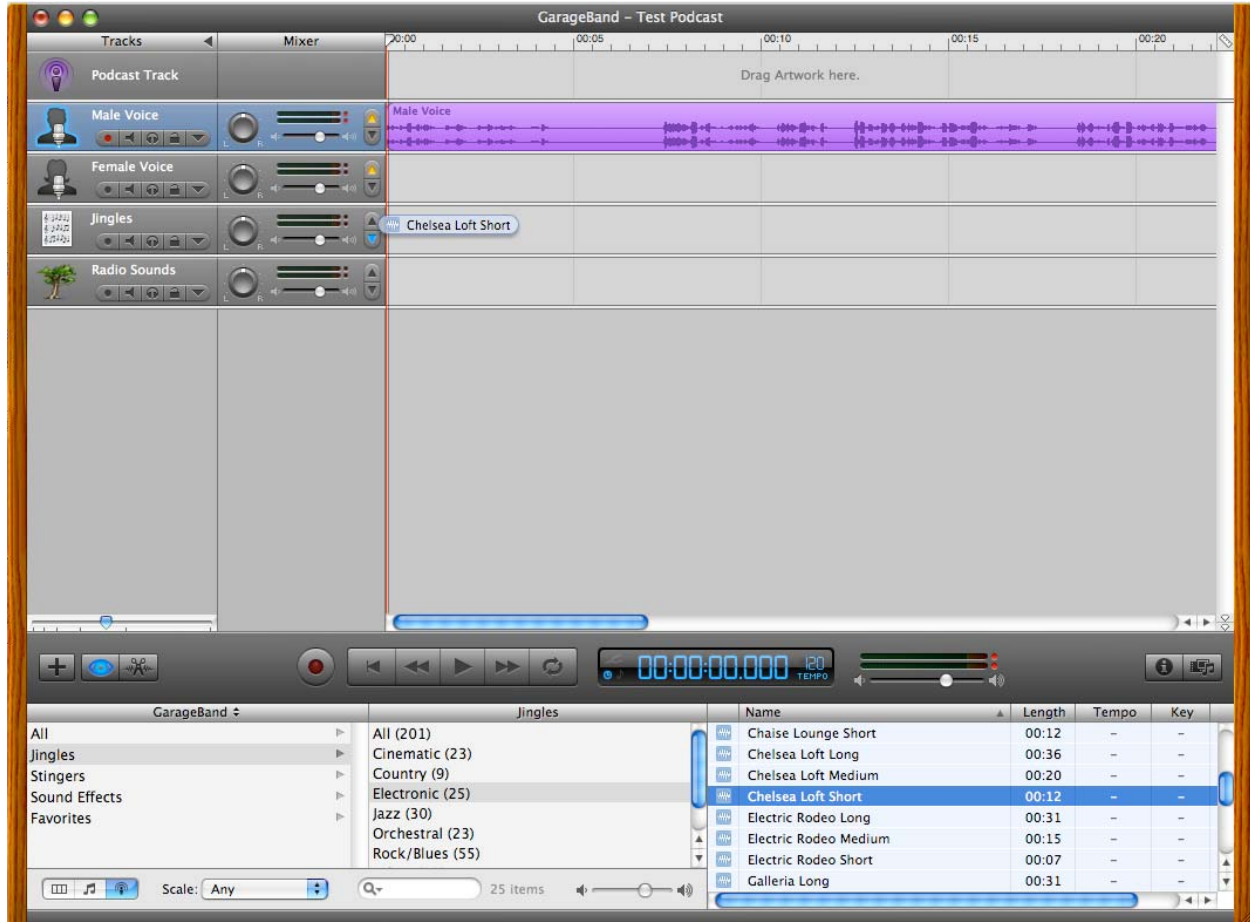 GarageBand – Test Podcast
Tracks Mixer 00:00 00:05 00:10 00:15 00:20
Podcast Track Drag Artwork here.
Male Voice Male Voice
L R
Female Voice
L R
Jingles Chelsea Loft Short
L R
Radio Sounds
L R
00:00:00.000 120
TEMPO
GarageBand Jingles Name Length Tempo Key
All All (201) Chaise Lounge Short 00:12 – –
Jingles Cinematic (23) Chelsea Loft Long 00:36 – –
Stingers Country (9) Chelsea Loft Medium 00:20 – –
Sound Effects Electronic (25) Chelsea Loft Short 00:12 – –
Favorites Jazz (30) Electric Rodeo Long 00:31 – –
Orchestral (23) Electric Rodeo Medium 00:15 – –
Rock/Blues (55) Electric Rodeo Short 00:07 – –
Scale: Any 25 items Galleria Long 00:31 – –